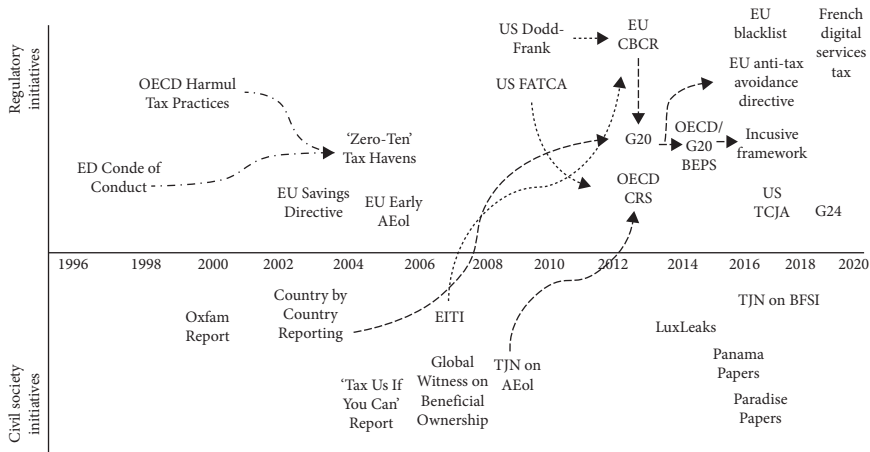 Regulatory
initiatives
US Dodd-
Frank
EU
CBCR
EU
blacklist
French
digital
services
tax
OECD Harmul
Tax Practices
US FATCA
EU anti-tax
avoidance
directive
'Zero-Ten'
Tax Havens
G20
OECD/
G20
BEPS
Incusive
framework
ED Conde of
Conduct
EU Savings
Directive
EU Early
AEol
OECD
CRS
US
TCJA
G24
1996
1998
2000
2002
2004
2006
2008
2010
2012
2014
2016
2018
2020
Civil society
initiatives
Oxfam
Report
Country by
Country
Reporting
EITI
TJN on BFSI
LuxLeaks
'Tax Us If
You Can'
Report
Global
Witness on
Beneficial
Ownership
TJN on
AEol
Panama
Papers
Paradise
Papers